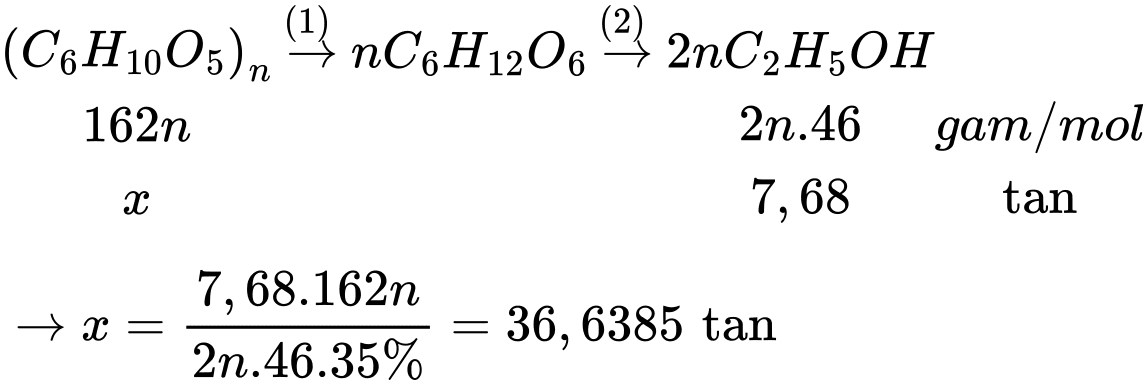 (C₆H₁₀O₅)ₙ →(1) nC₆H₁₂O₆ →(2) 2nC₂H₅OH
162n 2n.46 gam/mol
x 7,68 tan
→ x = 7,68.162n / 2n.46.35% = 36,6385 tan